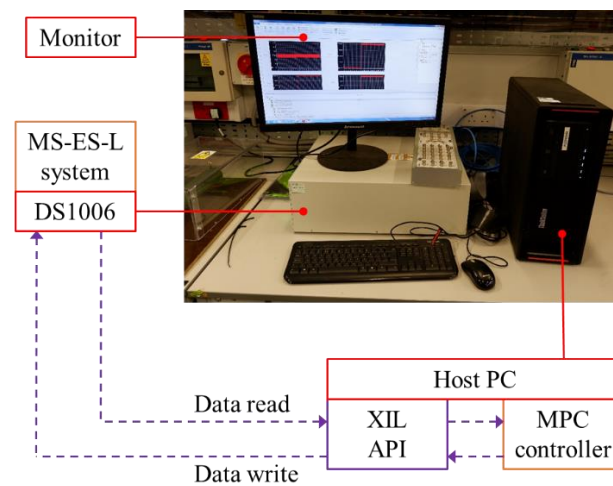 Monitor
MS-ES-L
system
DS1006
Host PC
Data read
XIL
API
MPC
controller
Data write